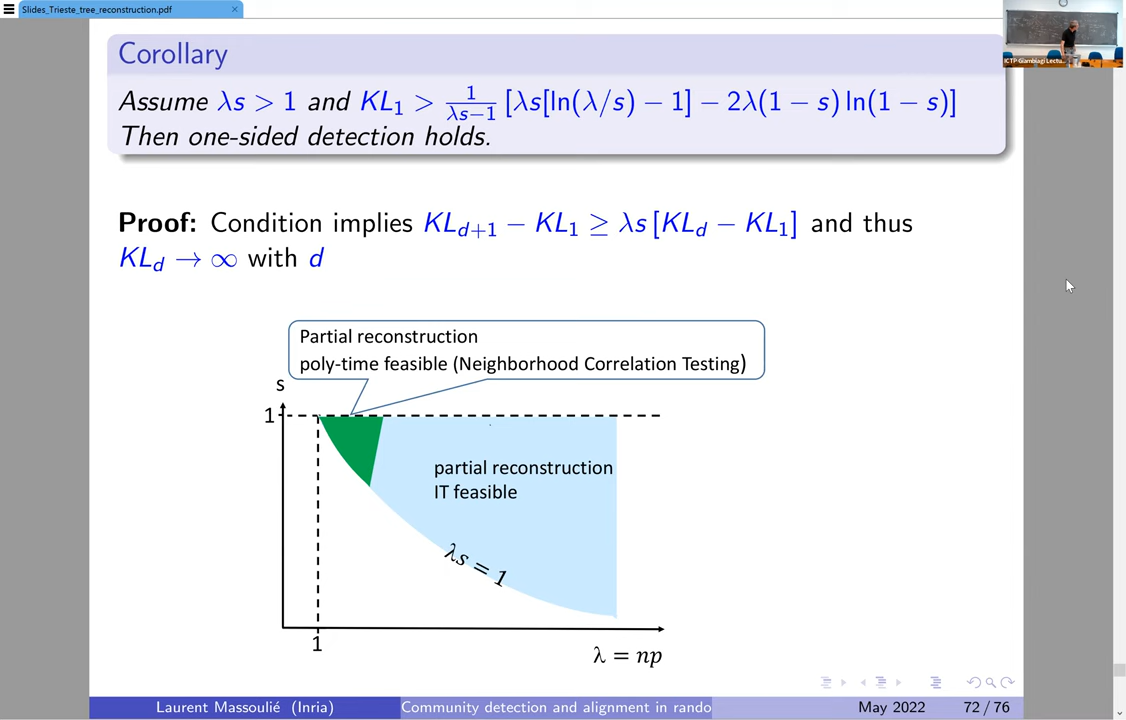 Slides_Trieste_tree_reconstruction.pdf
ICTP Giambiagi Lectu
Corollary
Assume λs > 1 and KL₁ > 1/(λs−1) [λs[ln(λ/s) − 1] − 2λ(1 − s) ln(1 − s)]
Then one-sided detection holds.
Proof: Condition implies KL_{d+1} − KL₁ ≥ λs [KL_d − KL₁] and thus
KL_d → ∞ with d
Partial reconstruction
poly-time feasible (Neighborhood Correlation Testing)
s
1
partial reconstruction
IT feasible
λs = 1
1
λ = np
Laurent Massoulié (Inria) Community detection and alignment in rando May 2022 72 / 76